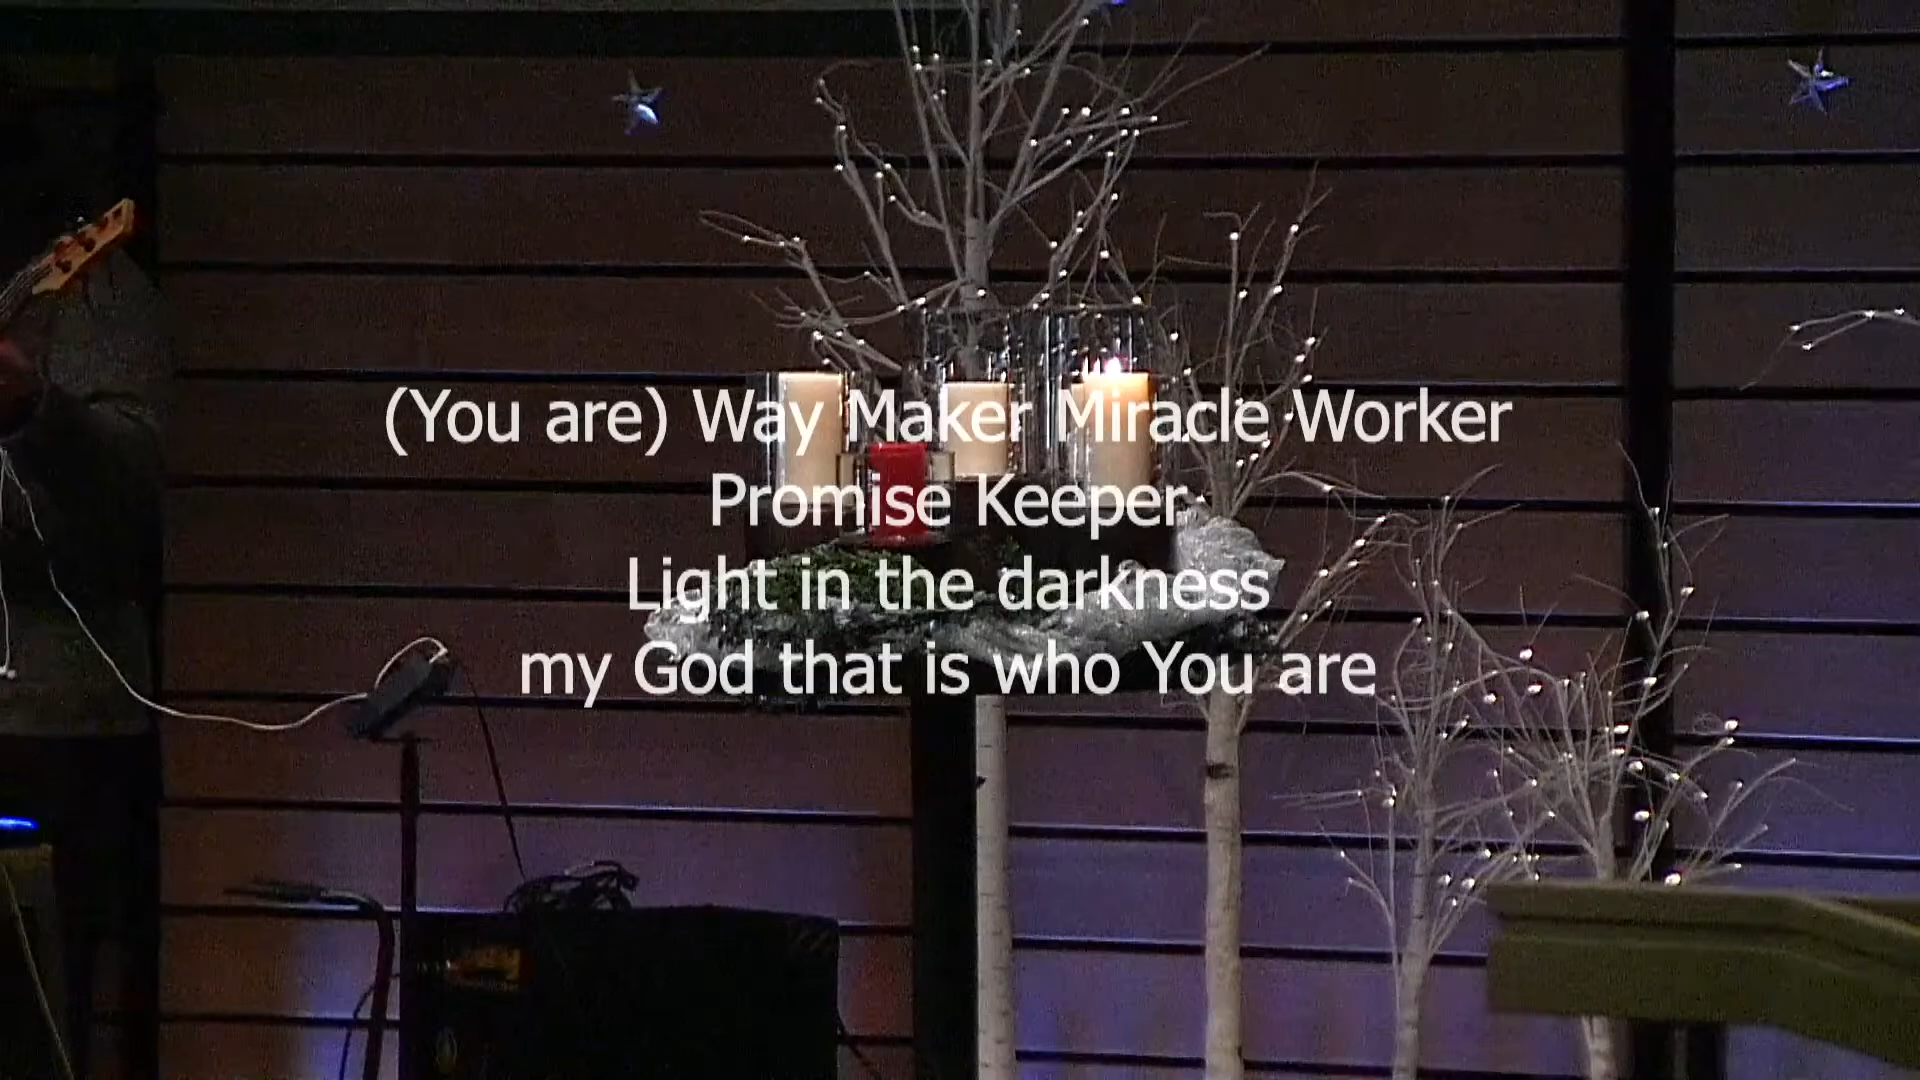 (You are) Way Maker Miracle Worker
Promise Keeper
Light in the darkness
my God that is who You are